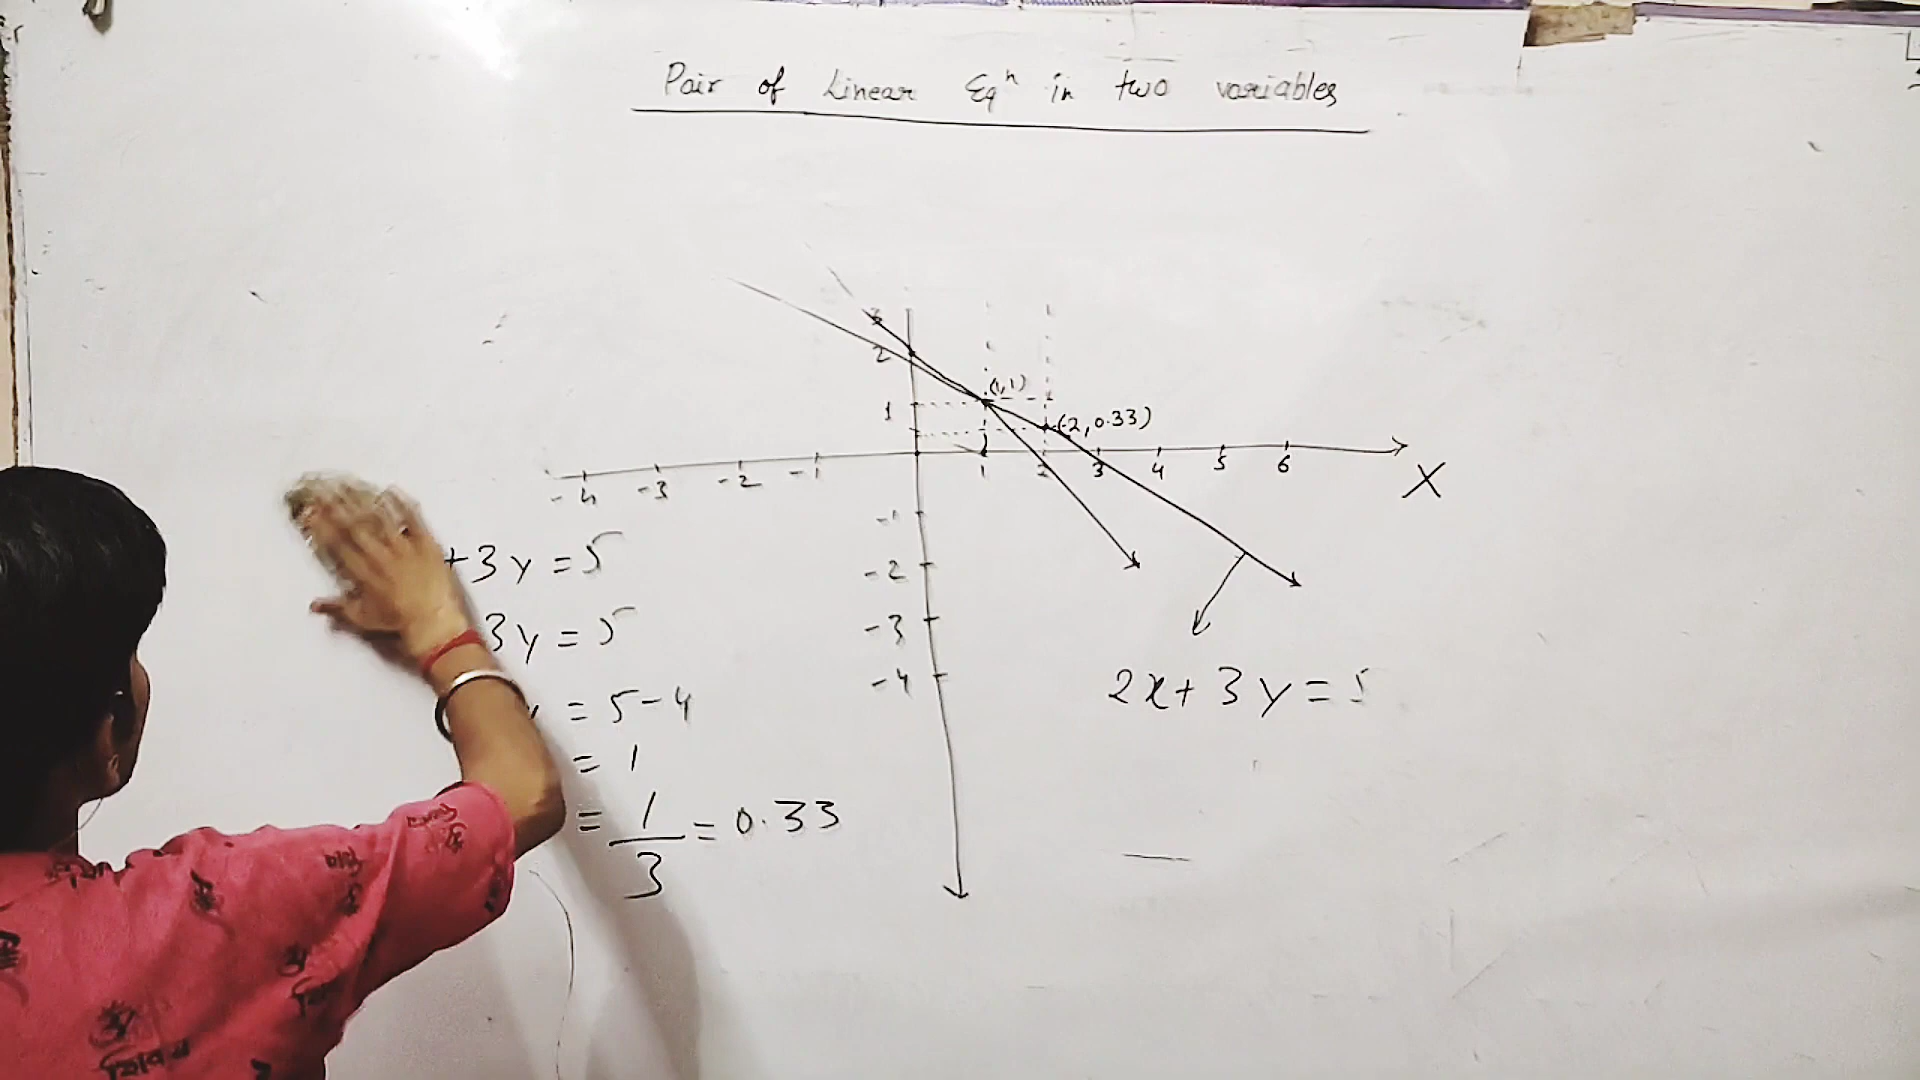 Pair of Linear Eqⁿ in two variables
3
2
1
(1,1)
(-2,0.33)
-4 -3 -2 -1 1 2 3 4 5 6
X
-1
-2
-3
-4
+3y=5
3y=5
y=5-4
=1
=1/3=0.33
2x+3y=5